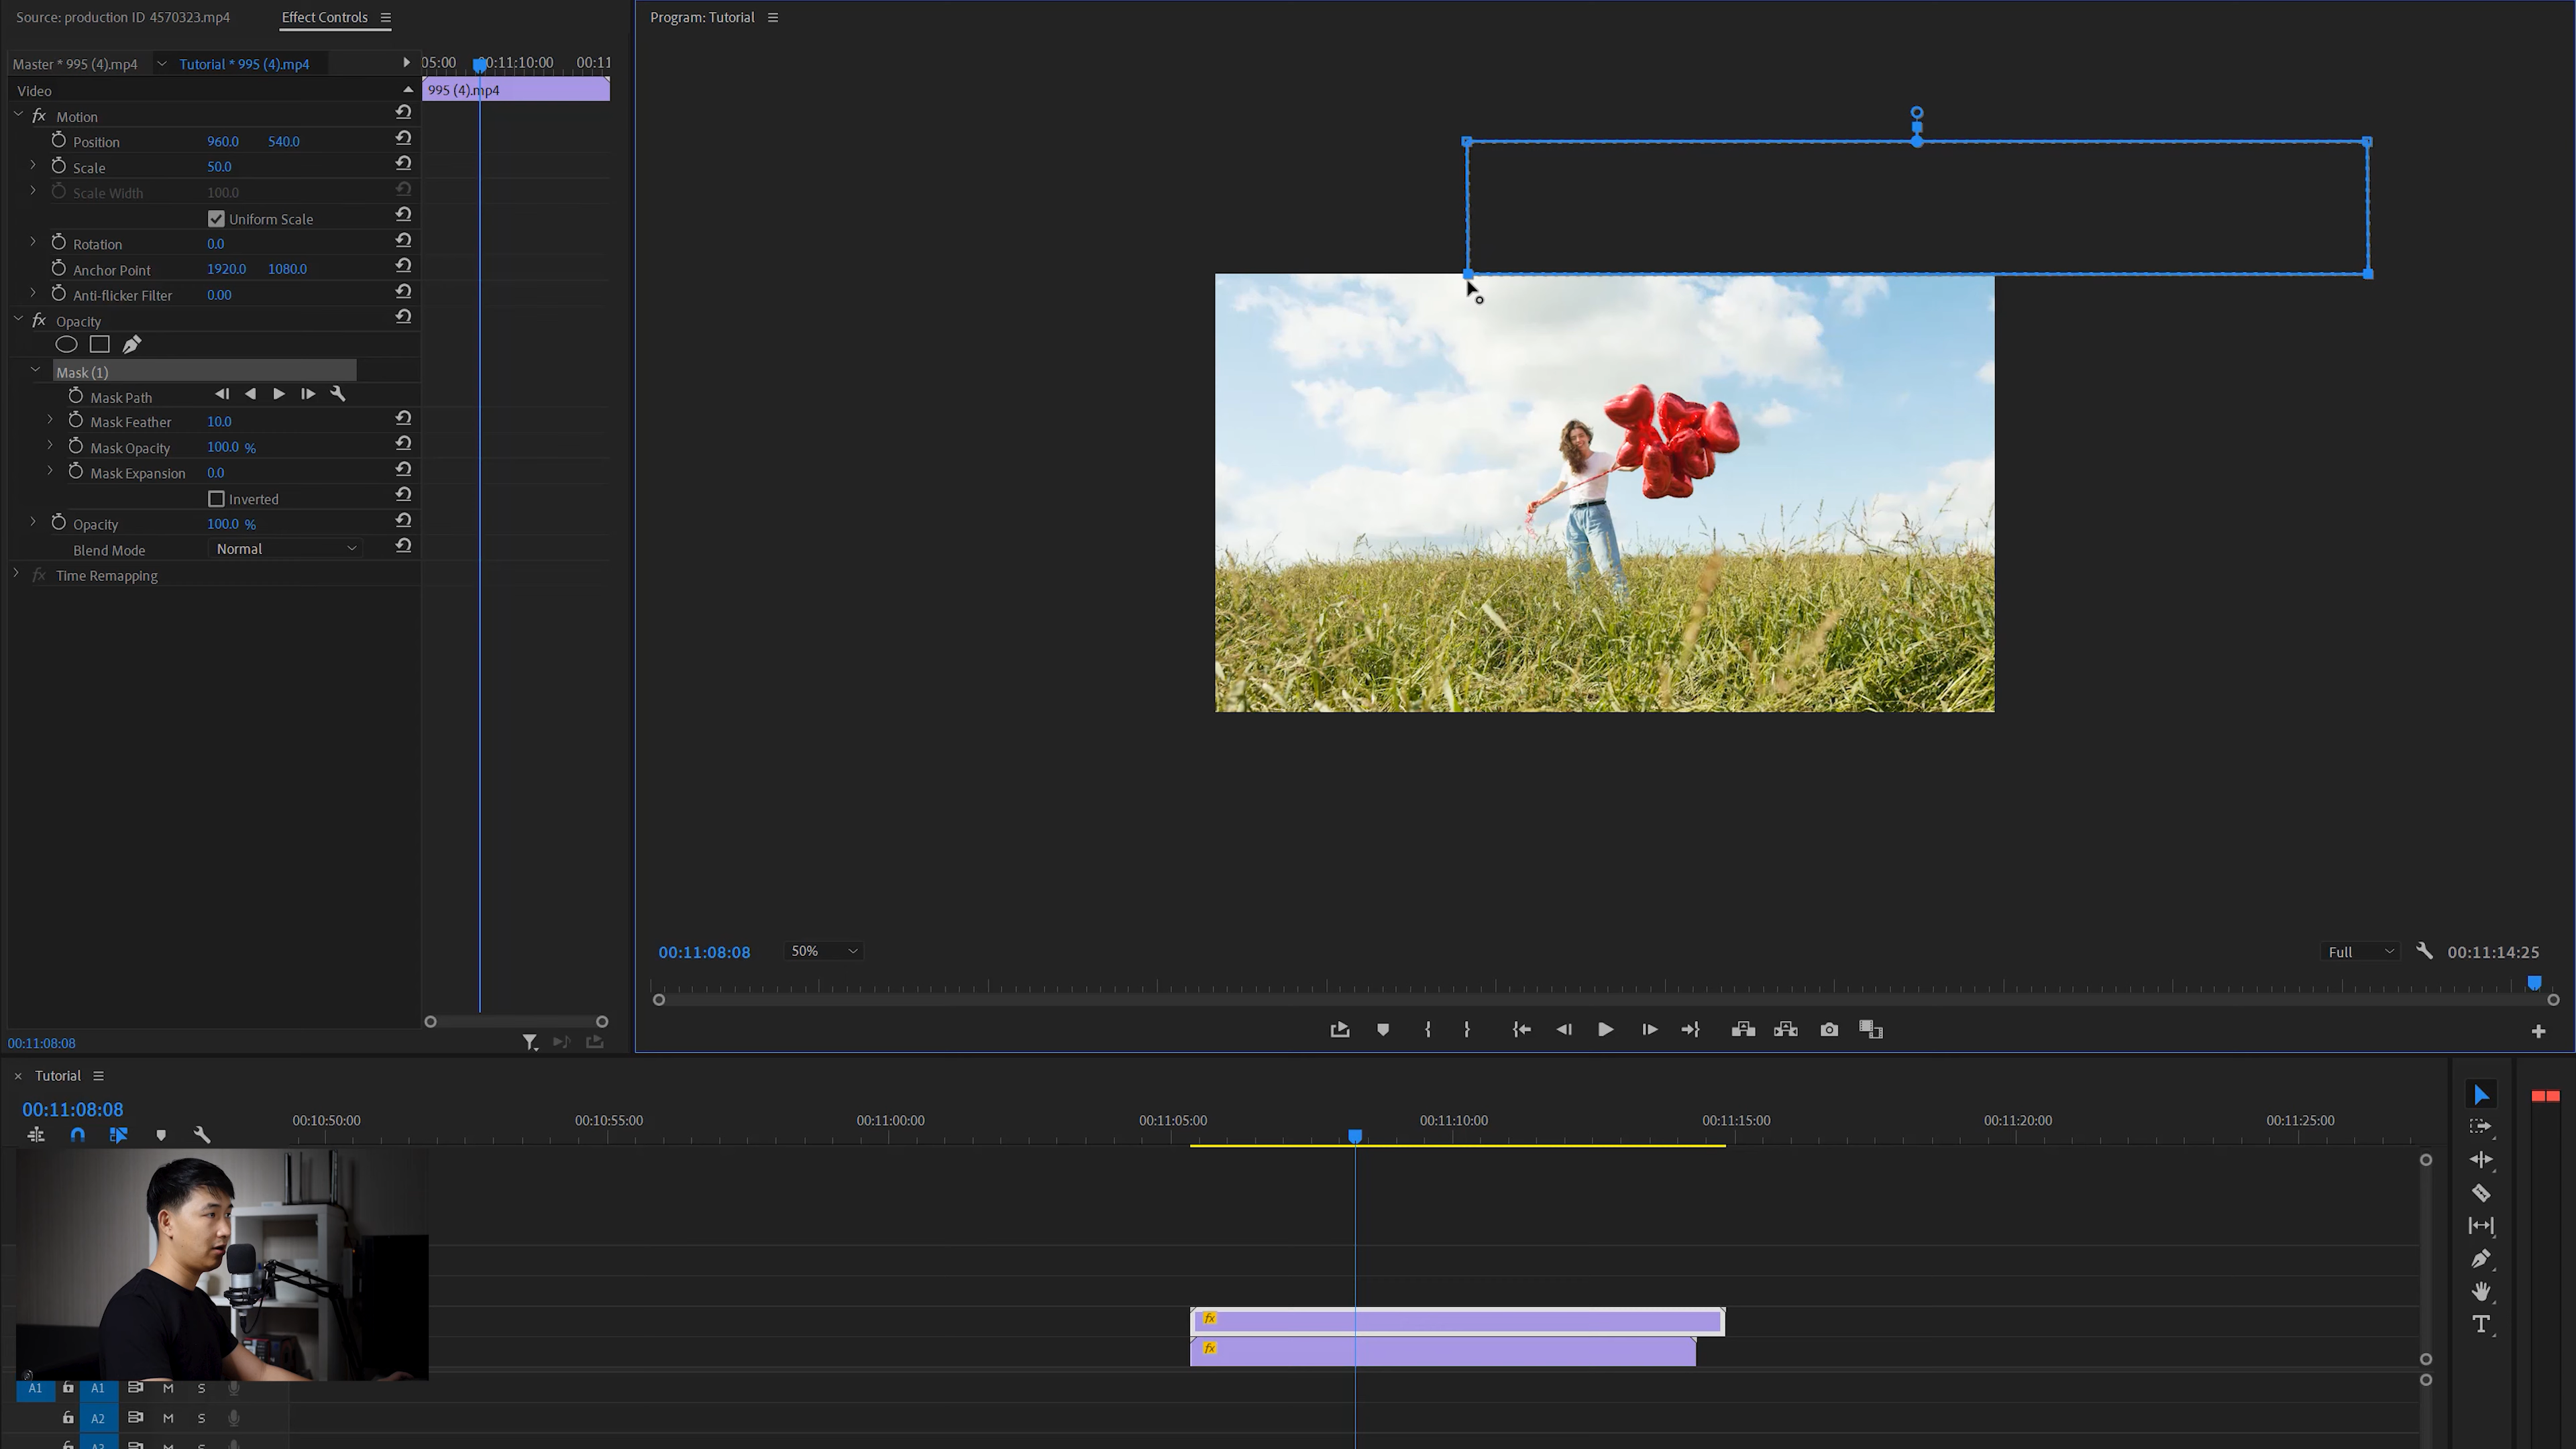 Source: production ID 4570323.mp4
Effect Controls
Program: Tutorial
Master * 995 (4).mp4
Tutorial * 995 (4).mp4
05:00
00:11:10:00
00:11
Video
995 (4).mp4
fx Motion
Position 960.0 540.0
Scale 50.0
Scale Width 100.0
Uniform Scale
Rotation 0.0
Anchor Point 1920.0 1080.0
Anti-flicker Filter 0.00
fx Opacity
Mask (1)
Mask Path
Mask Feather 10.0
Mask Opacity 100.0 %
Mask Expansion 0.0
Inverted
Opacity 100.0 %
Blend Mode Normal
fx Time Remapping
00:11:08:08
50%
Full
00:11:14:25
00:11:08:08
× Tutorial
00:11:08:08
00:10:50:00
00:10:55:00
00:11:00:00
00:11:05:00
00:11:10:00
00:11:15:00
00:11:20:00
00:11:25:00
fx
fx
A1 A1 M S
A2 M S